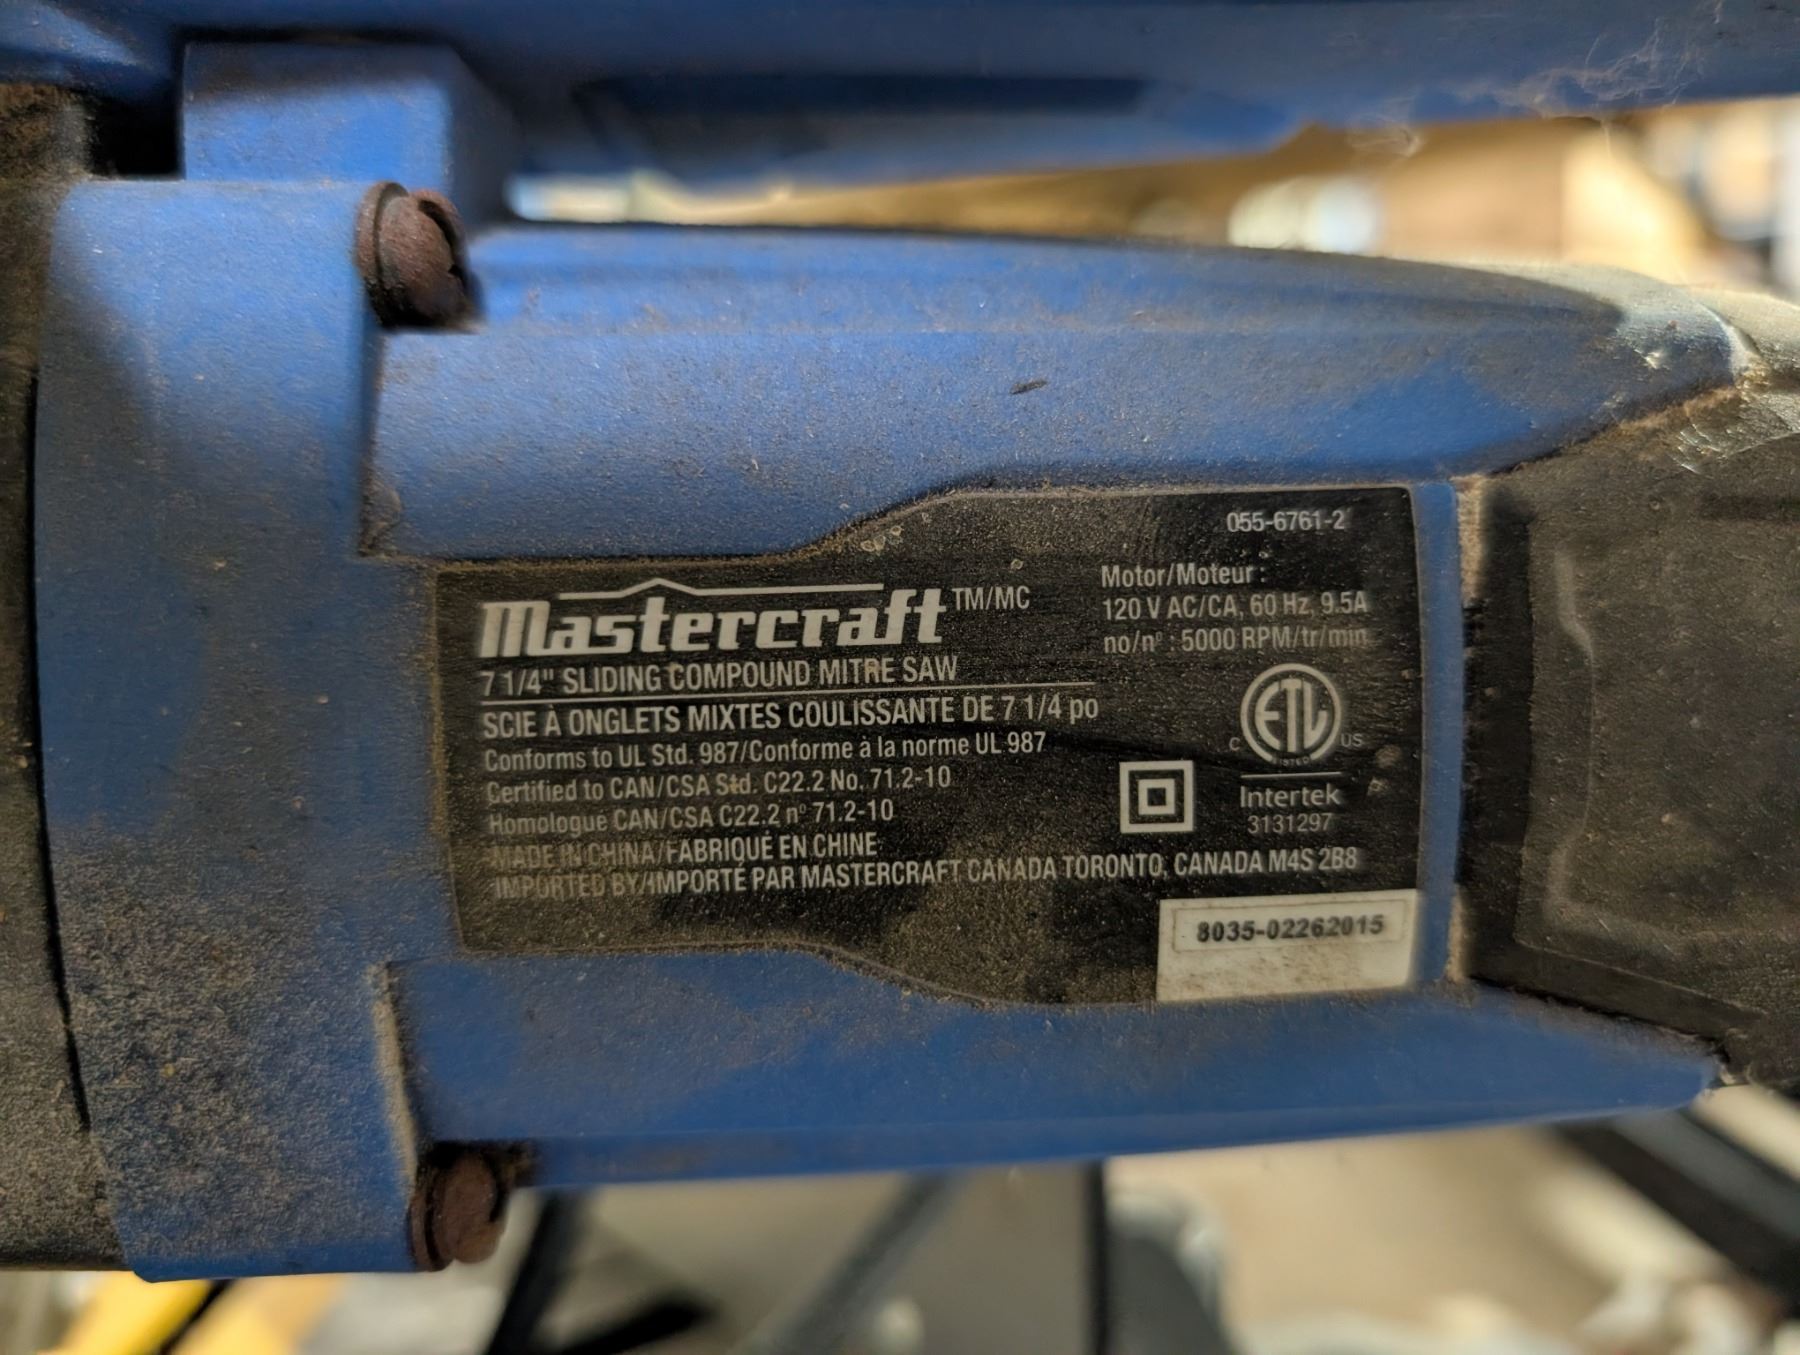 055-6761-2
Mastercraft TM/MC
7 1/4" SLIDING COMPOUND MITRE SAW
SCIE À ONGLETS MIXTES COULISSANTE DE 7 1/4 po
Conforms to UL Std. 987/Conforme à la norme UL 987
Certified to CAN/CSA Std. C22.2 No. 71.2-10
Homologue CAN/CSA C22.2 nº 71.2-10
MADE IN CHINA/FABRIQUÉ EN CHINE
IMPORTED BY/IMPORTÉ PAR MASTERCRAFT CANADA TORONTO, CANADA M4S 2B8
Motor/Moteur :
120 V AC/CA, 60 Hz, 9.5A
no/nº : 5000 RPM/tr/min
ETL
C US
LISTED
Intertek
3131297
8035-02262015